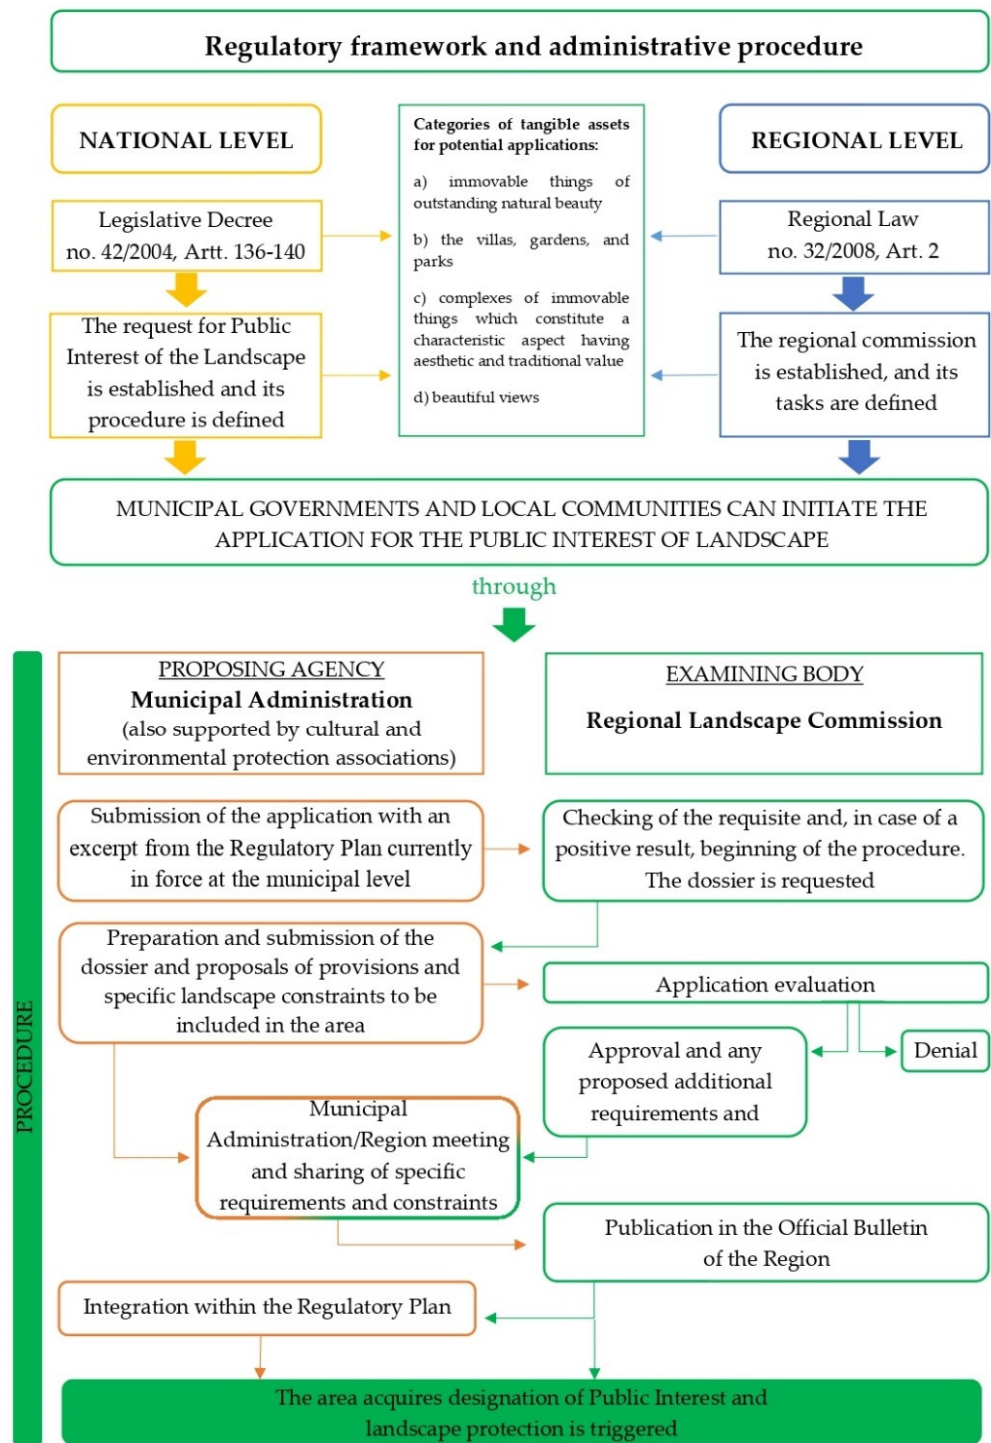 Regulatory framework and administrative procedure
NATIONAL LEVEL
Legislative Decree
no. 42/2004, Artt. 136-140
The request for Public
Interest of the Landscape
is established and its
procedure is defined
Categories of tangible assets
for potential applications:
a) immovable things of
outstanding natural beauty
b) the villas, gardens, and
parks
c) complexes of immovable
things which constitute a
characteristic aspect having
aesthetic and traditional value
d) beautiful views
REGIONAL LEVEL
Regional Law
no. 32/2008, Art. 2
The regional commission
is established, and its
tasks are defined
MUNICIPAL GOVERNMENTS AND LOCAL COMMUNITIES CAN INITIATE THE
APPLICATION FOR THE PUBLIC INTEREST OF LANDSCAPE
through
PROCEDURE
PROPOSING AGENCY
Municipal Administration
(also supported by cultural and
environmental protection associations)
EXAMINING BODY
Regional Landscape Commission
Submission of the application with an
excerpt from the Regulatory Plan currently
in force at the municipal level
Checking of the requisite and, in case of a
positive result, beginning of the procedure.
The dossier is requested
Preparation and submission of the
dossier and proposals of provisions and
specific landscape constraints to be
included in the area
Application evaluation
Approval and any
proposed additional
requirements and
Denial
Municipal
Administration/Region meeting
and sharing of specific
requirements and constraints
Publication in the Official Bulletin
of the Region
Integration within the Regulatory Plan
The area acquires designation of Public Interest and
landscape protection is triggered